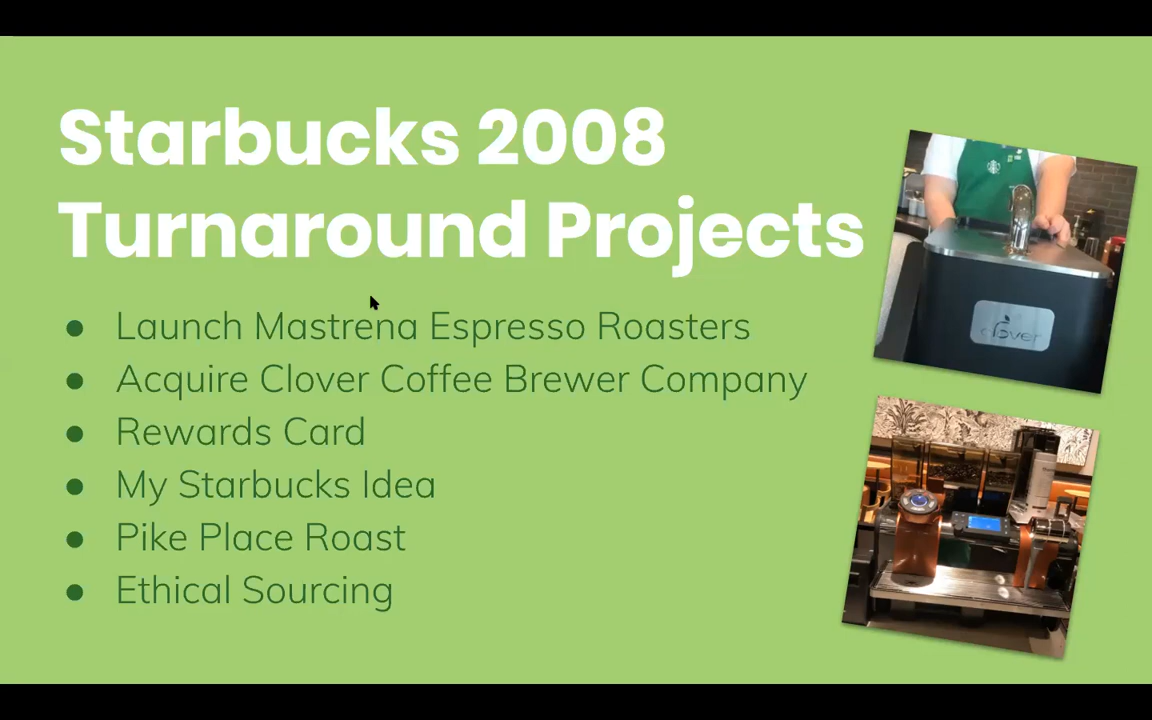 Starbucks 2008
Turnaround Projects
● Launch Mastrena Espresso Roasters
● Acquire Clover Coffee Brewer Company
● Rewards Card
● My Starbucks Idea
● Pike Place Roast
● Ethical Sourcing
clover